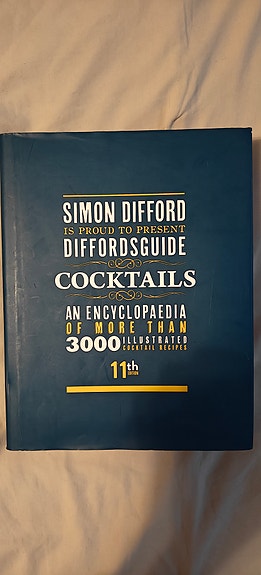 SIMON DIFFORD
IS PROUD TO PRESENT
DIFFORDSGUIDE
COCKTAILS
AN ENCYCLOPAEDIA
OF MORE THAN
3000 ILLUSTRATED COCKTAIL RECIPES
11th EDITION